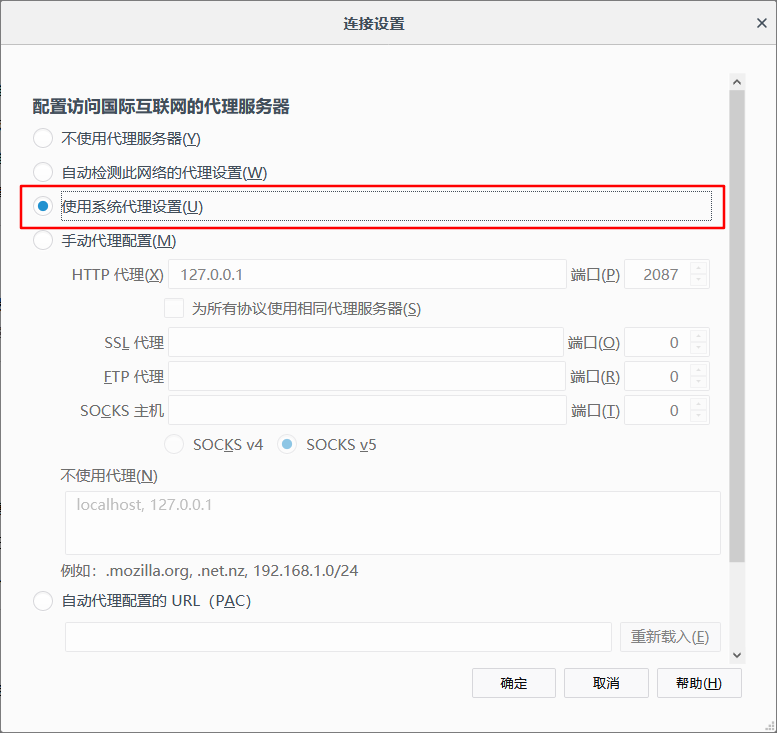 连接设置
配置访问国际互联网的代理服务器
不使用代理服务器(Y)
自动检测此网络的代理设置(W)
使用系统代理设置(U)
手动代理配置(M)
HTTP 代理(X) 127.0.0.1 端口(P) 2087
为所有协议使用相同代理服务器(S)
SSL 代理 端口(O) 0
FTP 代理 端口(R) 0
SOCKS 主机 端口(T) 0
SOCKS v4 SOCKS v5
不使用代理(N)
localhost, 127.0.0.1
例如：.mozilla.org, .net.nz, 192.168.1.0/24
自动代理配置的 URL（PAC）
重新载入(E)
确定 取消 帮助(H)